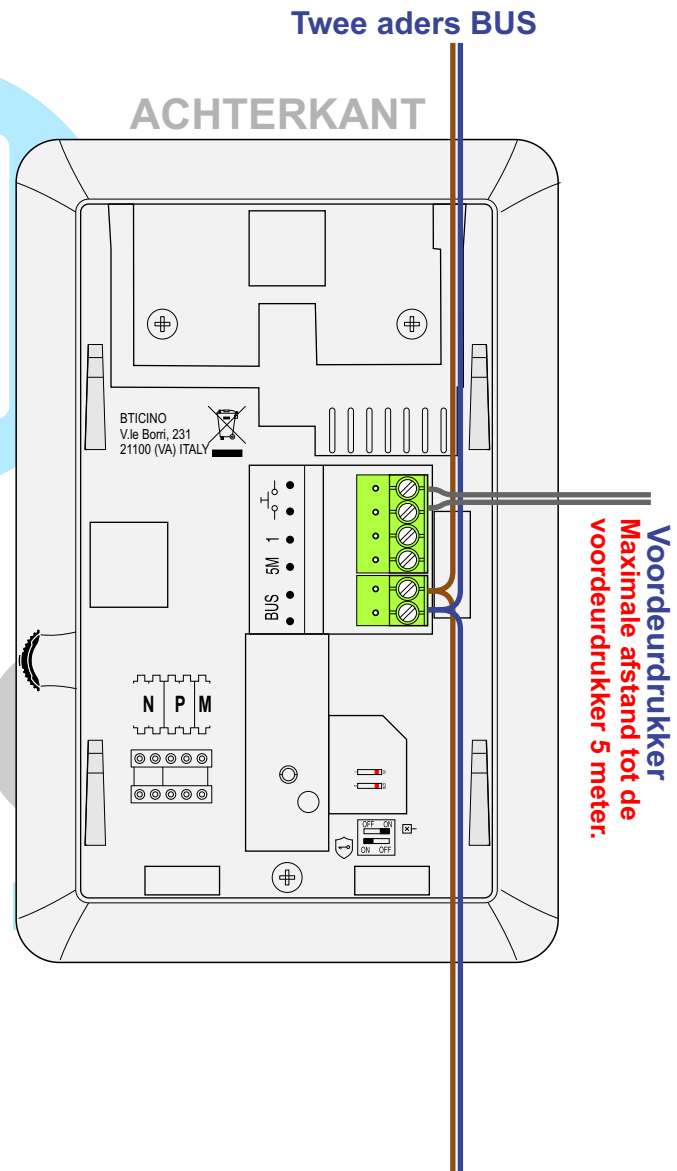 Twee aders BUS
ACHTERKANT
BTICINO
V.le Borri, 231
21100 (VA) ITALY
1
5M
BUS
Voordeurdrukker
Maximale afstand tot de
voordeurdrukker 5 meter.
N P M
OFF ON
ON OFF